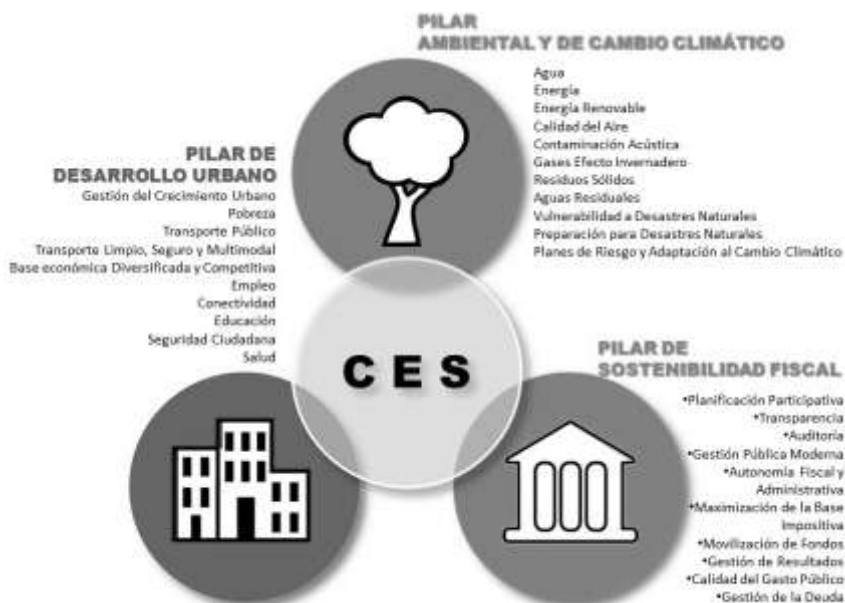 PILAR
AMBIENTAL Y DE CAMBIO CLIMÁTICO
Agua
Energía
Energía Renovable
Calidad del Aire
Contaminación Acústica
Gases Efecto Invernadero
Residuos Sólidos
Aguas Residuales
Vulnerabilidad a Desastres Naturales
Preparación para Desastres Naturales
Planes de Riesgo y Adaptación al Cambio Climático
PILAR DE
DESARROLLO URBANO
Gestión del Crecimiento Urbano
Pobreza
Transporte Público
Transporte Limpio, Seguro y Multimodal
Base económica Diversificada y Competitiva
Empleo
Conectividad
Educación
Seguridad Ciudadana
Salud
CES
PILAR DE
SOSTENIBILIDAD FISCAL
•Planificación Participativa
•Transparencia
•Auditoría
•Gestión Pública Moderna
•Autonomía Fiscal y
Administrativa
•Maximización de la Base
Impositiva
•Movilización de Fondos
•Gestión de Resultados
•Calidad del Gasto Público
•Gestión de la Deuda